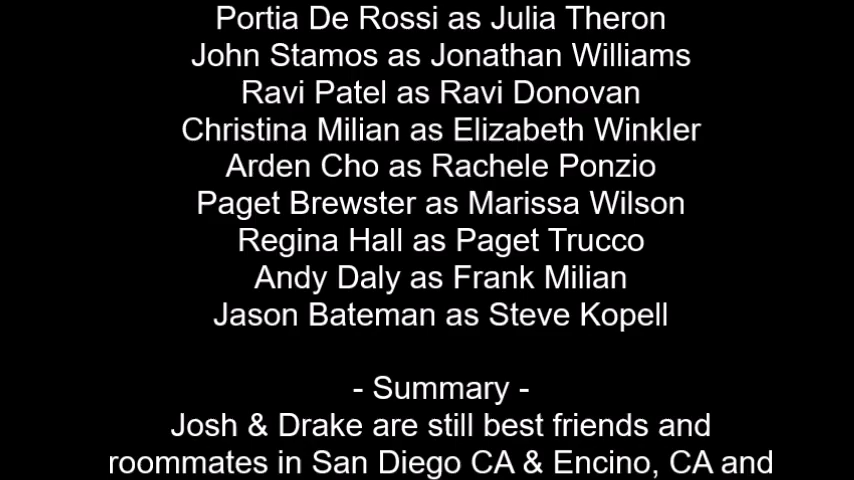 Portia De Rossi as Julia Theron
John Stamos as Jonathan Williams
Ravi Patel as Ravi Donovan
Christina Milian as Elizabeth Winkler
Arden Cho as Rachele Ponzio
Paget Brewster as Marissa Wilson
Regina Hall as Paget Trucco
Andy Daly as Frank Milian
Jason Bateman as Steve Kopell
- Summary -
Josh & Drake are still best friends and
roommates in San Diego CA & Encino, CA and